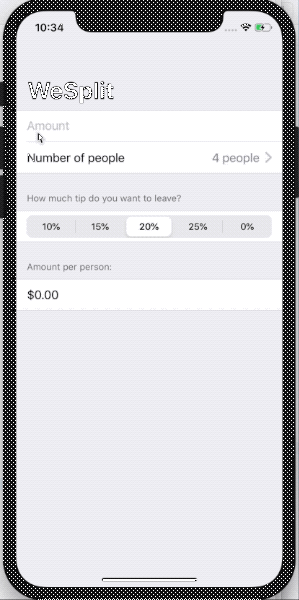 10:34
WeSplit
Amount
Number of people 4 people
How much tip do you want to leave?
10% 15% 20% 25% 0%
Amount per person:
$0.00